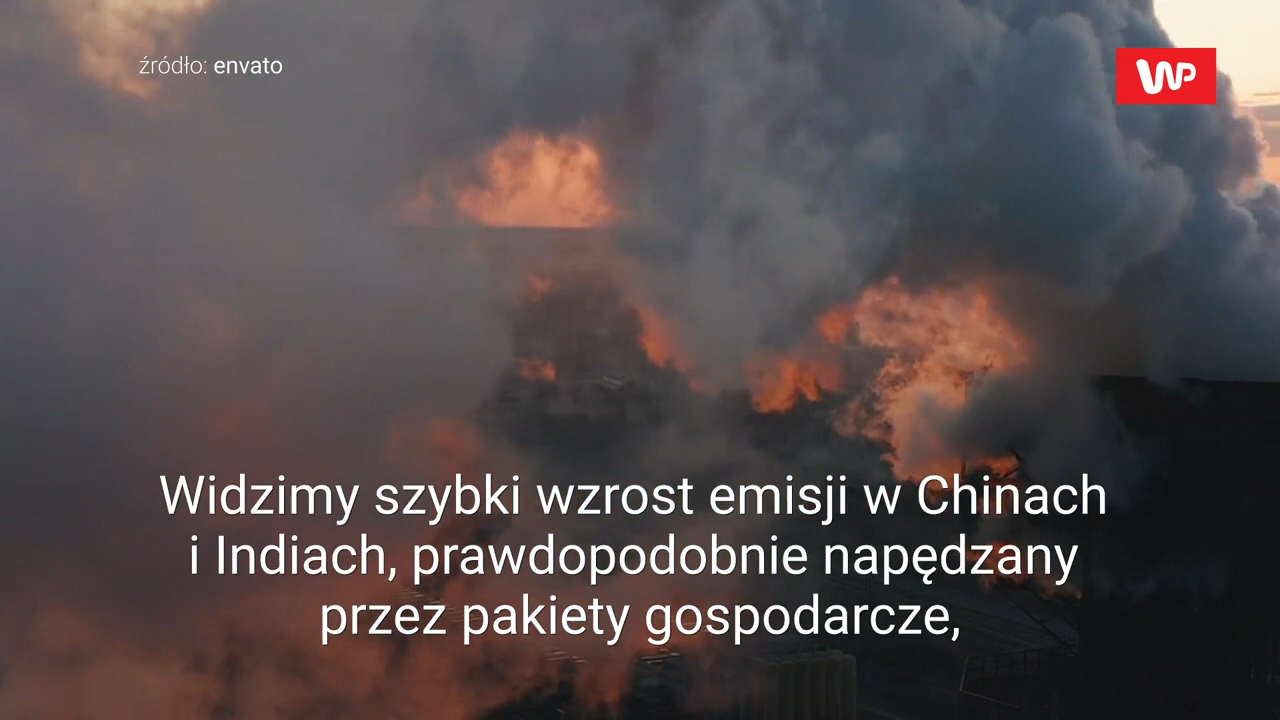 źródło: envato
WP
Widzimy szybki wzrost emisji w Chinach
i Indiach, prawdopodobnie napędzany
przez pakiety gospodarcze,